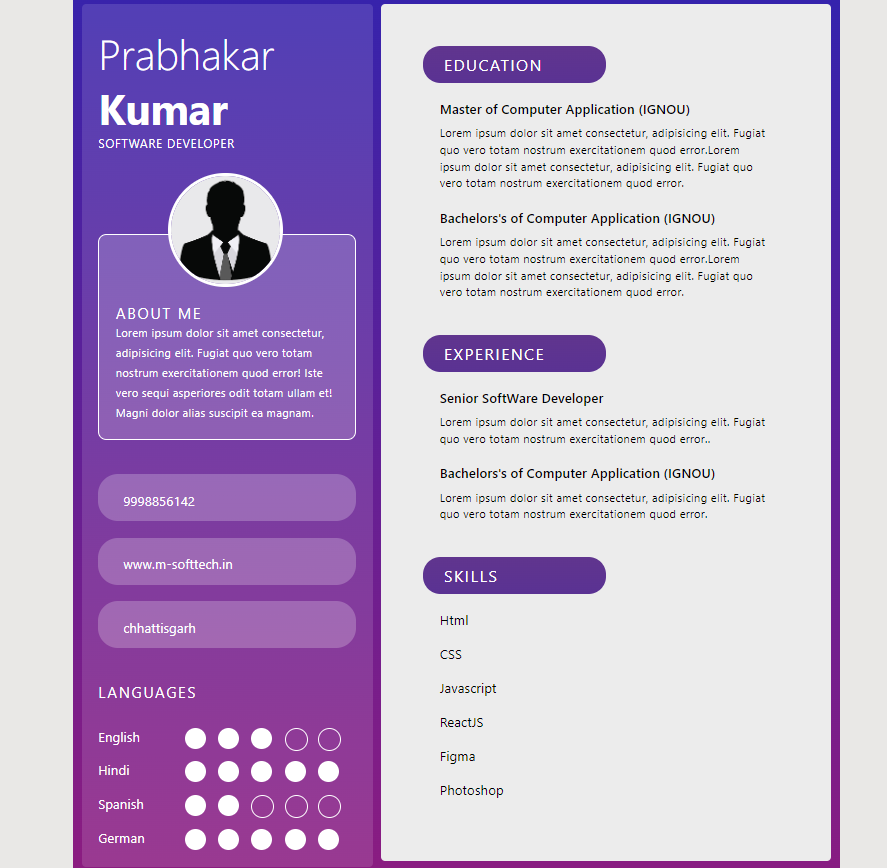 Prabhakar
Kumar
SOFTWARE DEVELOPER
ABOUT ME
Lorem ipsum dolor sit amet consectetur,
adipisicing elit. Fugiat quo vero totam
nostrum exercitationem quod error! Iste
vero sequi asperiores odit totam ullam et!
Magni dolor alias suscipit ea magnam.
9998856142
www.m-softtech.in
chhattisgarh
LANGUAGES
English
Hindi
Spanish
German
EDUCATION
Master of Computer Application (IGNOU)
Lorem ipsum dolor sit amet consectetur, adipisicing elit. Fugiat
quo vero totam nostrum exercitationem quod error.Lorem
ipsum dolor sit amet consectetur, adipisicing elit. Fugiat quo
vero totam nostrum exercitationem quod error.
Bachelors's of Computer Application (IGNOU)
Lorem ipsum dolor sit amet consectetur, adipisicing elit. Fugiat
quo vero totam nostrum exercitationem quod error.Lorem
ipsum dolor sit amet consectetur, adipisicing elit. Fugiat quo
vero totam nostrum exercitationem quod error.
EXPERIENCE
Senior SoftWare Developer
Lorem ipsum dolor sit amet consectetur, adipisicing elit. Fugiat
quo vero totam nostrum exercitationem quod error..
Bachelors's of Computer Application (IGNOU)
Lorem ipsum dolor sit amet consectetur, adipisicing elit. Fugiat
quo vero totam nostrum exercitationem quod error.
SKILLS
Html
CSS
Javascript
ReactJS
Figma
Photoshop